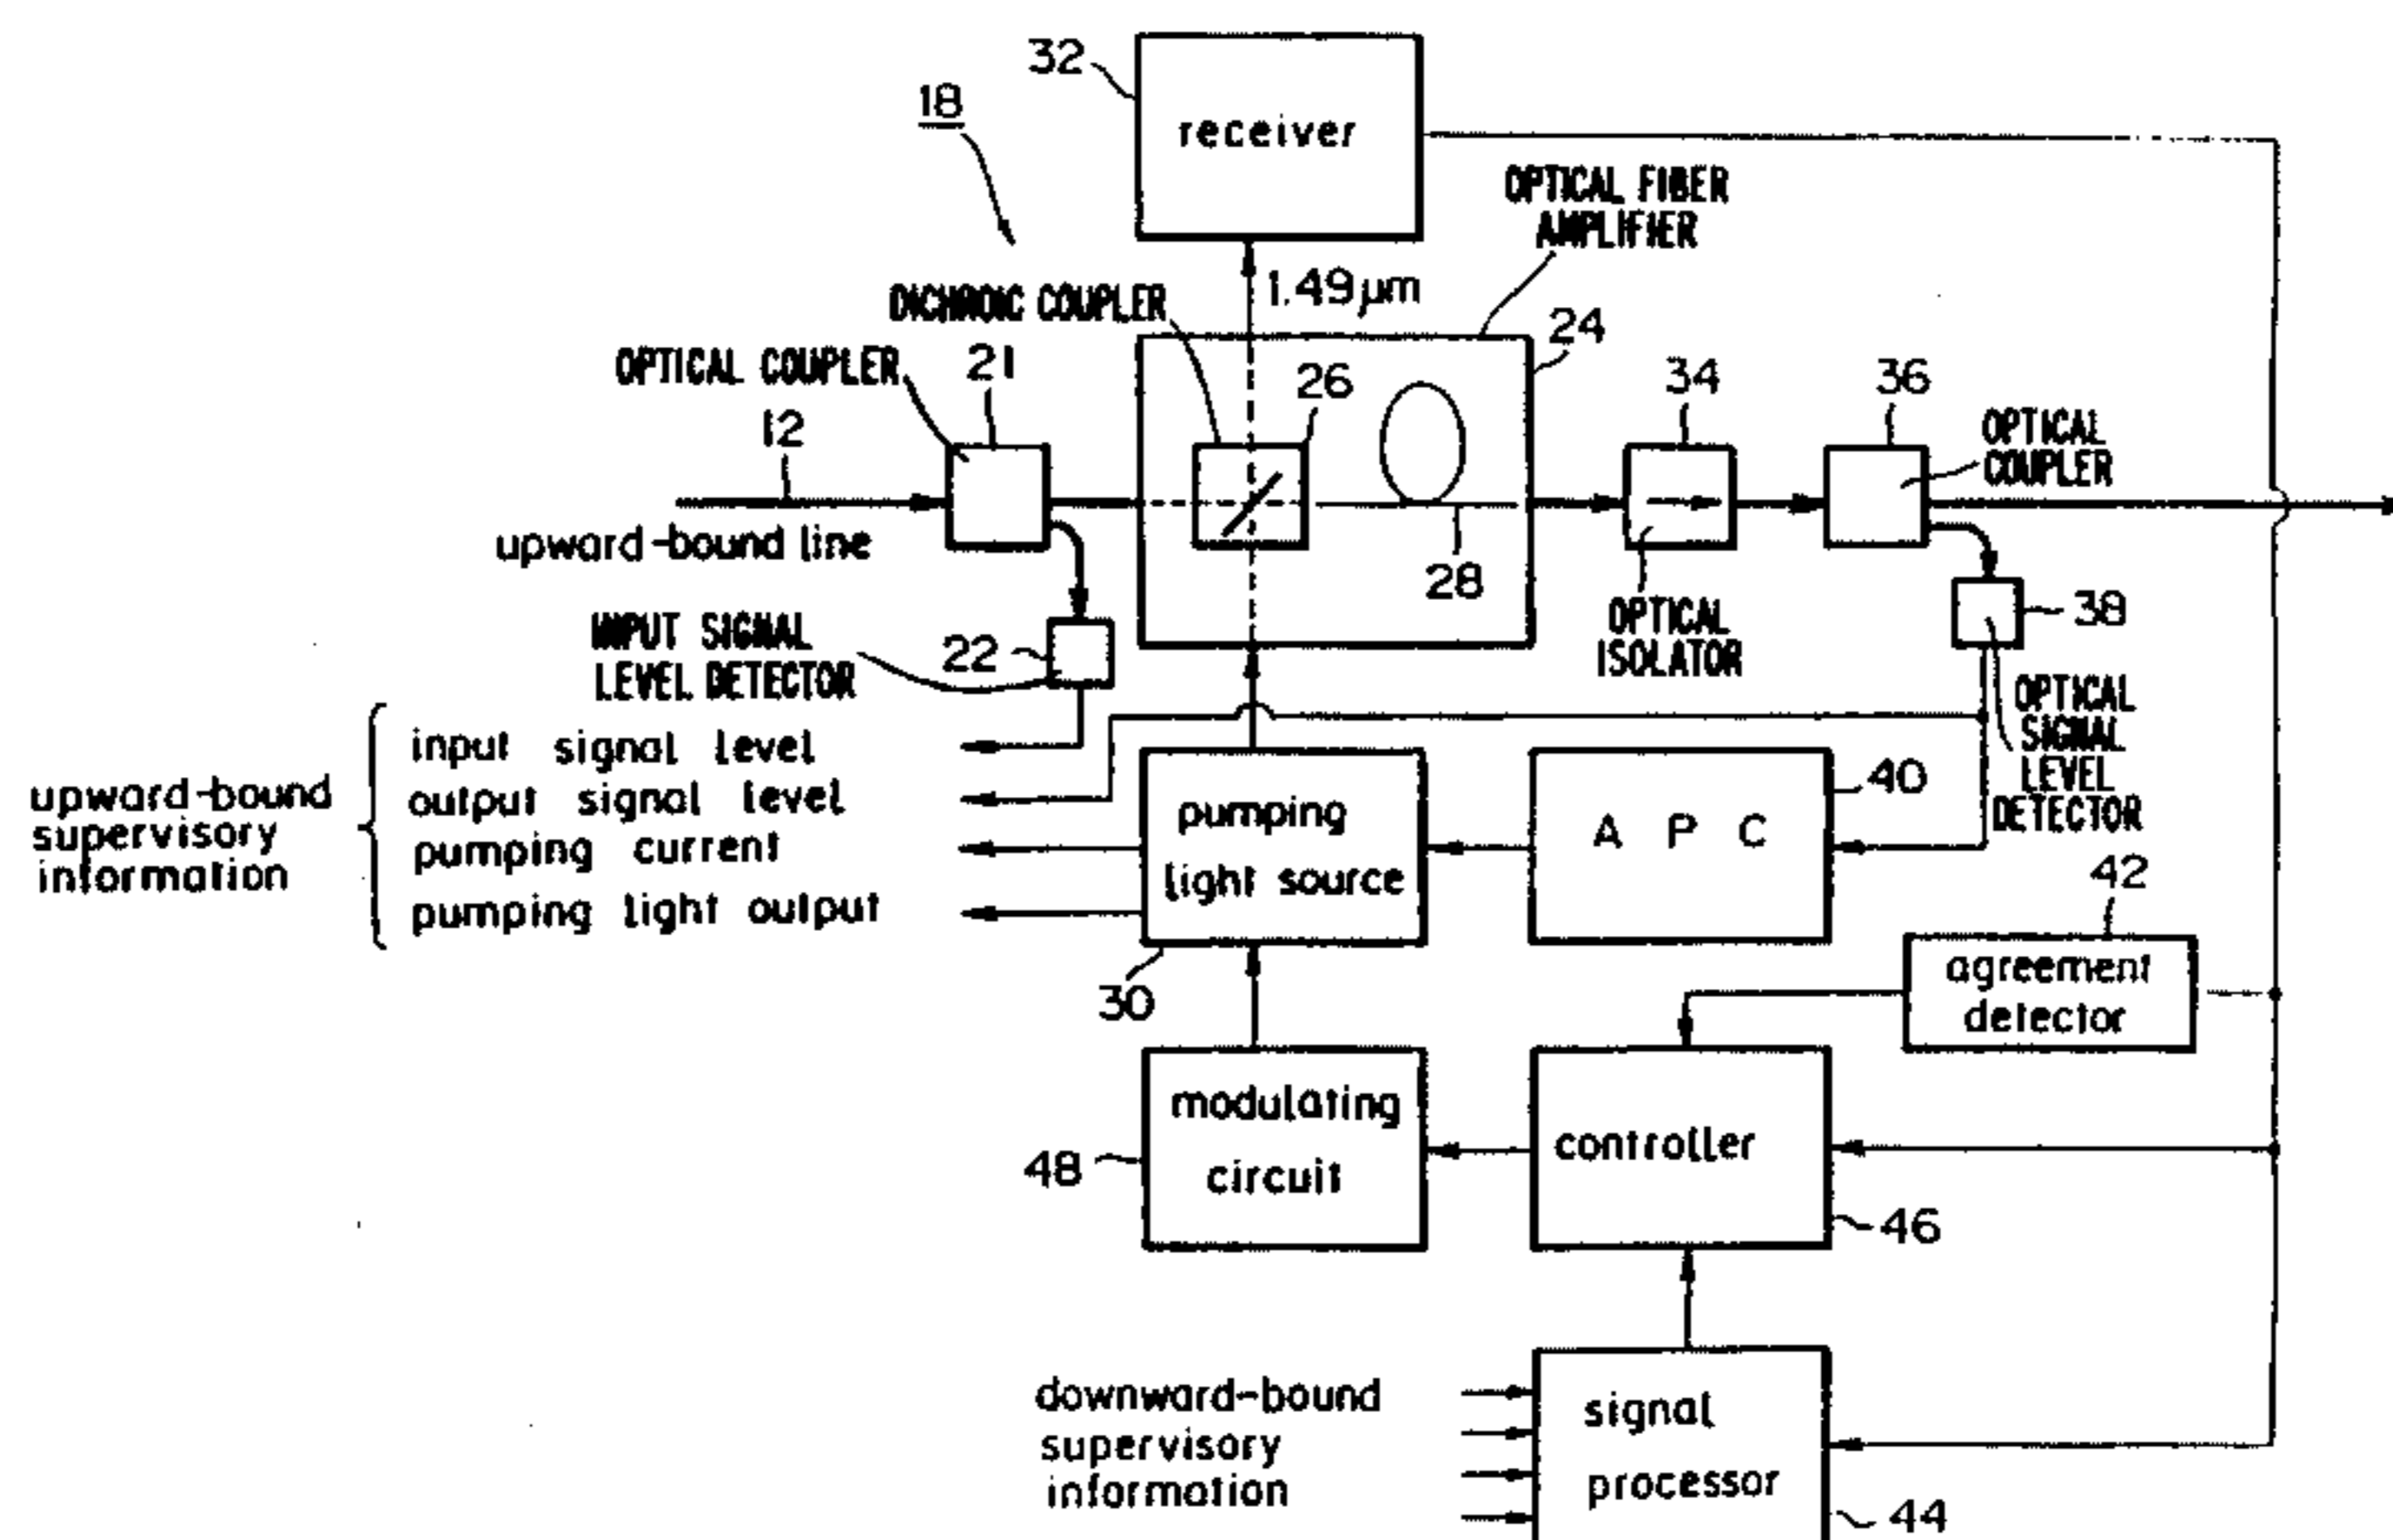 32
18
receiver
OPTICAL FIBER
AMPLIFIER
1.49μm
DICHROIC COUPLER
24
OPTICAL COUPLER
21
26
34
36
12
OPTICAL
COUPLER
upward-bound line
28
INPUT SIGNAL
LEVEL DETECTOR
22
OPTICAL
ISOLATOR
38
OPTICAL
SIGNAL
LEVEL
DETECTOR
upward-bound
supervisory
information
input signal level
output signal level
pumping current
pumping light output
pumping
light source
30
A P C
40
42
agreement
detector
modulating
circuit
48
controller
46
downward-bound
supervisory
information
signal
processor
44